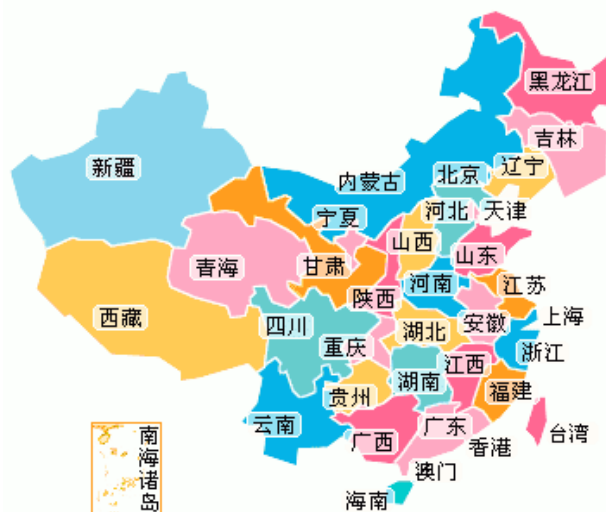 黑龙江
吉林
辽宁
新疆
北京
内蒙古
河北
天津
宁夏
山西
山东
青海
甘肃
河南
江苏
陕西
西藏
四川
上海
安徽
湖北
重庆
浙江
江西
湖南
福建
贵州
云南
广东
台湾
广西
香港
澳门
海南
南海诸岛